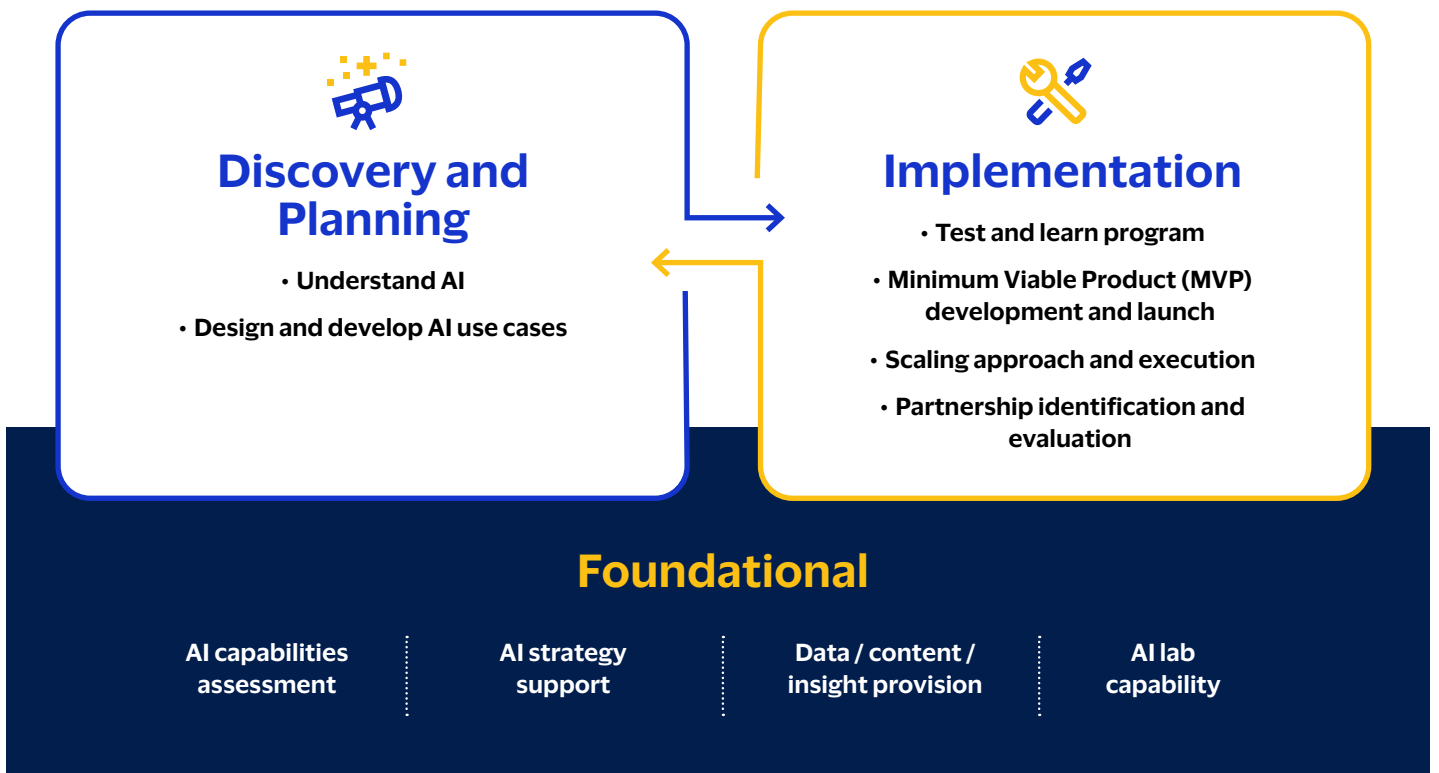 Discovery and
Planning
• Understand AI
• Design and develop AI use cases
Implementation
• Test and learn program
• Minimum Viable Product (MVP)
development and launch
• Scaling approach and execution
• Partnership identification and
evaluation
Foundational
AI capabilities
assessment
AI strategy
support
Data / content /
insight provision
AI lab
capability